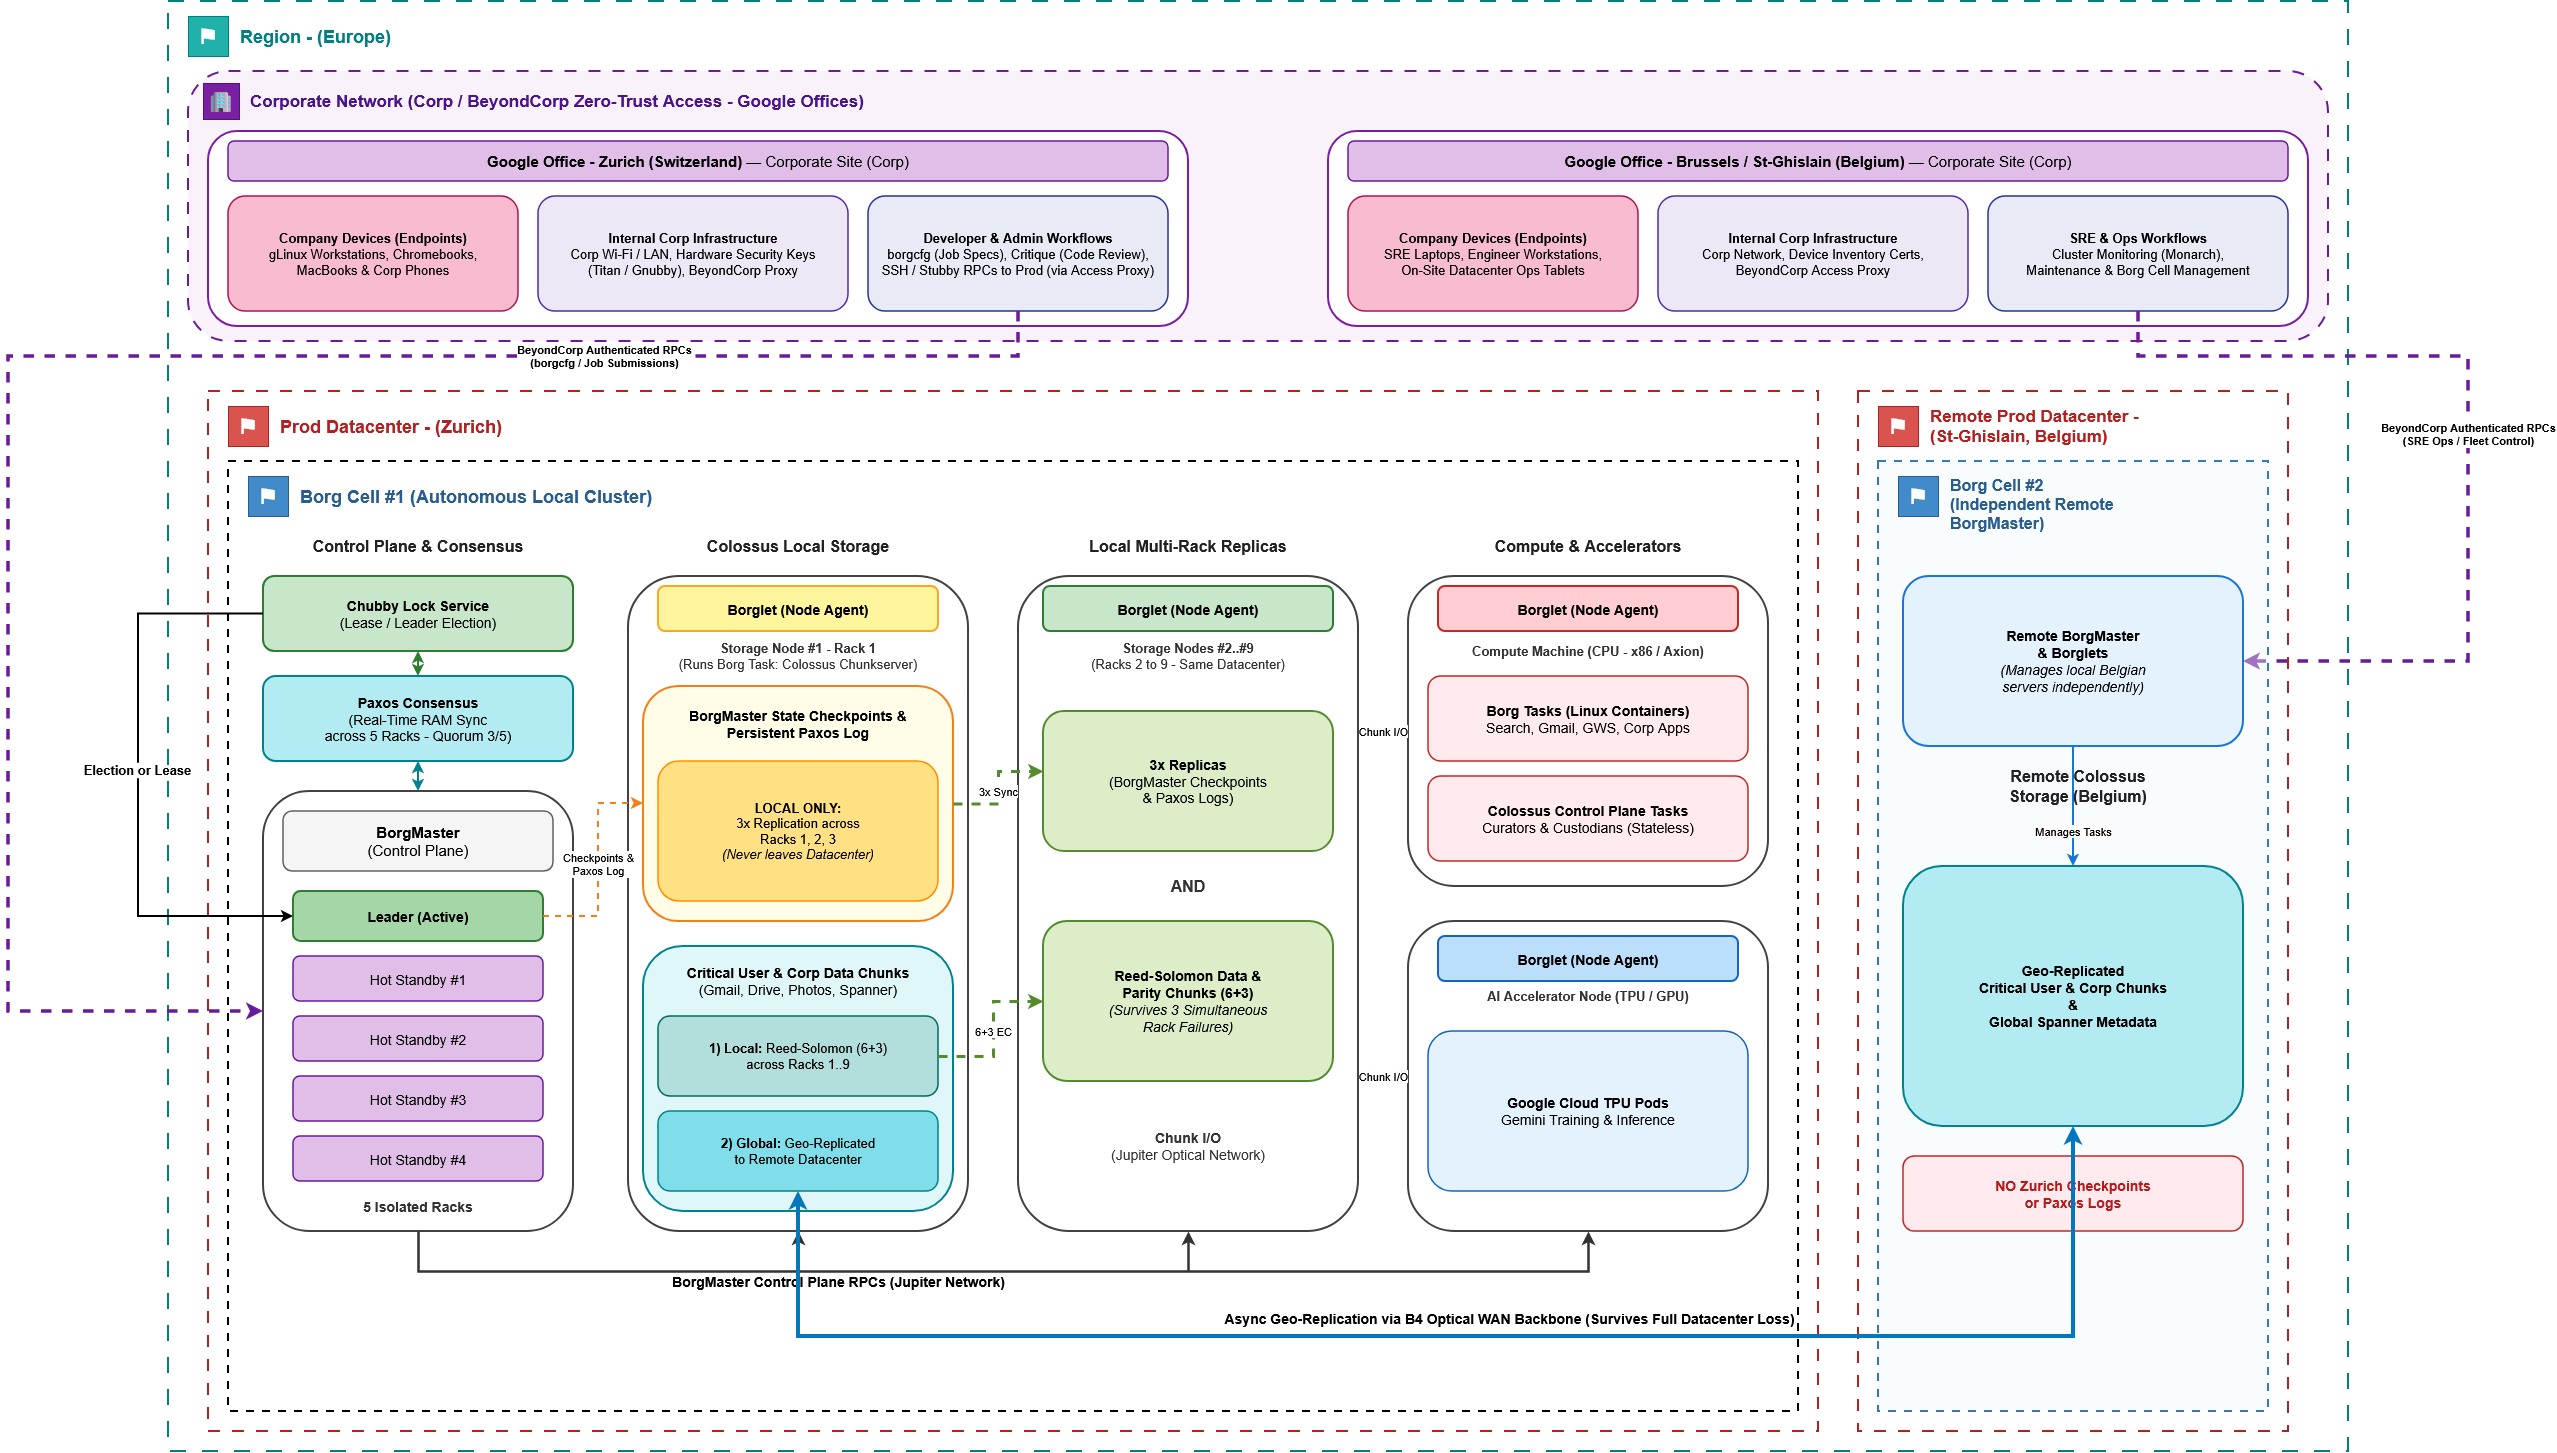 Region - (Europe)
Corporate Network (Corp / BeyondCorp Zero-Trust Access - Google Offices)
Google Office - Zurich (Switzerland) — Corporate Site (Corp)
Company Devices (Endpoints)
gLinux Workstations, Chromebooks,
MacBooks & Corp Phones
Internal Corp Infrastructure
Corp Wi-Fi / LAN, Hardware Security Keys
(Titan / Gnubby), BeyondCorp Proxy
Developer & Admin Workflows
borgcfg (Job Specs), Critique (Code Review),
SSH / Stubby RPCs to Prod (via Access Proxy)
Google Office - Brussels / St-Ghislain (Belgium) — Corporate Site (Corp)
Company Devices (Endpoints)
SRE Laptops, Engineer Workstations,
On-Site Datacenter Ops Tablets
Internal Corp Infrastructure
Corp Network, Device Inventory Certs,
BeyondCorp Access Proxy
SRE & Ops Workflows
Cluster Monitoring (Monarch),
Maintenance & Borg Cell Management
BeyondCorp Authenticated RPCs
(borgcfg / Job Submissions)
BeyondCorp Authenticated RPCs
(SRE Ops / Fleet Control)
Prod Datacenter - (Zurich)
Borg Cell #1 (Autonomous Local Cluster)
Control Plane & Consensus
Chubby Lock Service
(Lease / Leader Election)
Paxos Consensus
(Real-Time RAM Sync
across 5 Racks - Quorum 3/5)
Election or Lease
BorgMaster
(Control Plane)
Leader (Active)
Hot Standby #1
Hot Standby #2
Hot Standby #3
Hot Standby #4
5 Isolated Racks
Checkpoints &
Paxos Log
Colossus Local Storage
Borglet (Node Agent)
Storage Node #1 - Rack 1
(Runs Borg Task: Colossus Chunkserver)
BorgMaster State Checkpoints &
Persistent Paxos Log
LOCAL ONLY:
3x Replication across
Racks 1, 2, 3
(Never leaves Datacenter)
Critical User & Corp Data Chunks
(Gmail, Drive, Photos, Spanner)
1) Local: Reed-Solomon (6+3)
across Racks 1..9
2) Global: Geo-Replicated
to Remote Datacenter
3x Sync
6+3 EC
Local Multi-Rack Replicas
Borglet (Node Agent)
Storage Nodes #2..#9
(Racks 2 to 9 - Same Datacenter)
3x Replicas
(BorgMaster Checkpoints
& Paxos Logs)
AND
Reed-Solomon Data &
Parity Chunks (6+3)
(Survives 3 Simultaneous
Rack Failures)
Chunk I/O
(Jupiter Optical Network)
Chunk I/O
Chunk I/O
Compute & Accelerators
Borglet (Node Agent)
Compute Machine (CPU - x86 / Axion)
Borg Tasks (Linux Containers)
Search, Gmail, GWS, Corp Apps
Colossus Control Plane Tasks
Curators & Custodians (Stateless)
Borglet (Node Agent)
AI Accelerator Node (TPU / GPU)
Google Cloud TPU Pods
Gemini Training & Inference
BorgMaster Control Plane RPCs (Jupiter Network)
Async Geo-Replication via B4 Optical WAN Backbone (Survives Full Datacenter Loss)
Remote Prod Datacenter -
(St-Ghislain, Belgium)
Borg Cell #2
(Independent Remote
BorgMaster)
Remote BorgMaster
& Borglets
(Manages local Belgian
servers independently)
Remote Colossus
Storage (Belgium)
Manages Tasks
Geo-Replicated
Critical User & Corp Chunks
&
Global Spanner Metadata
NO Zurich Checkpoints
or Paxos Logs